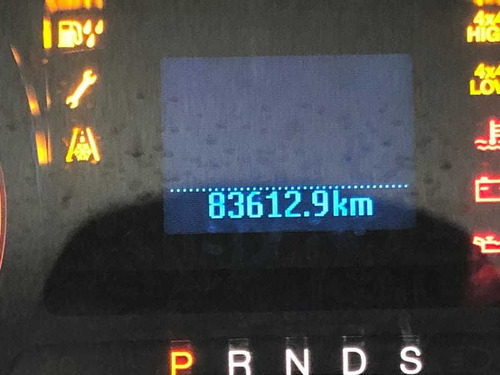 4x4
HIGH
4x4
LOW
83612.9km
P R N D S